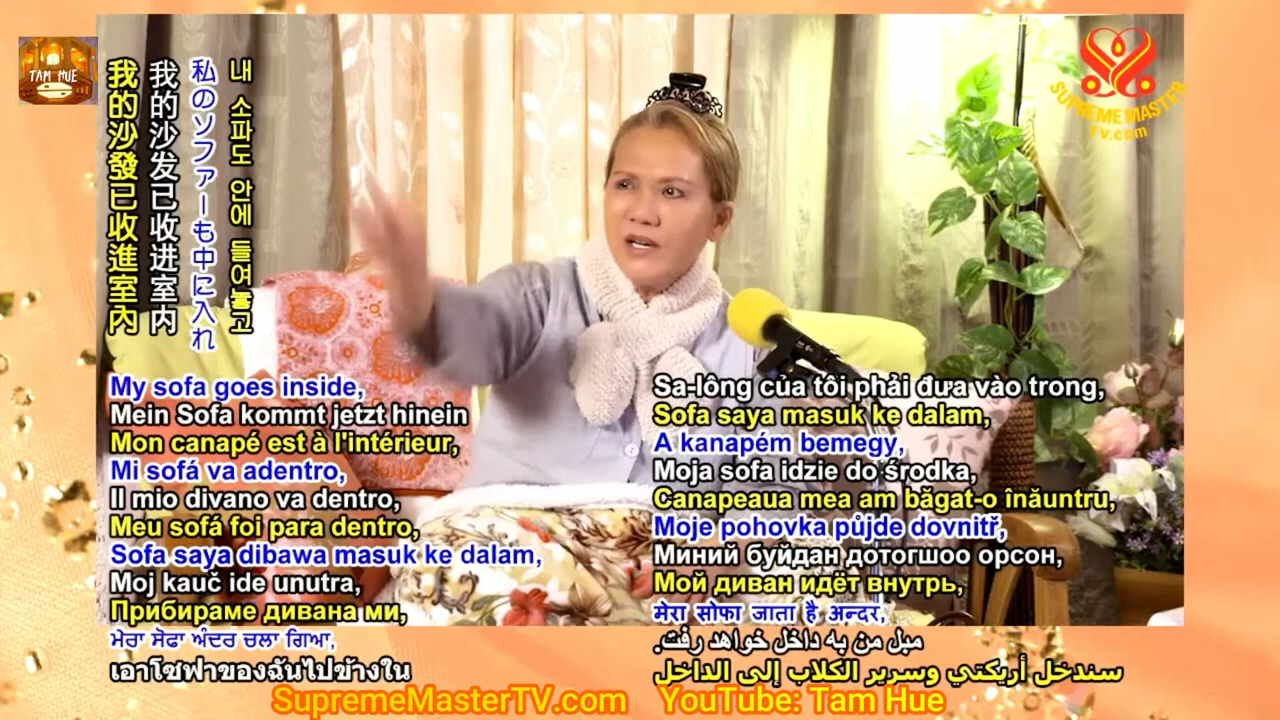 TAM HUE
SUPREME MASTER
TV.com
我的沙發已收進室內
我的沙发已收进室内
私のソファーも中に入れ
내 소파도 안에 들여놓고
My sofa goes inside,
Mein Sofa kommt jetzt hinein
Mon canapé est à l'intérieur,
Mi sofá va adentro,
Il mio divano va dentro,
Meu sofá foi para dentro,
Sofa saya dibawa masuk ke dalam,
Moj kauč ide unutra,
Прибираме дивана ми,
ਮੇਰਾ ਸੋਫਾ ਅੰਦਰ ਚਲਾ ਗਿਆ,
เอาโซฟาของฉันไปข้างใน
Sa-lông của tôi phải đưa vào trong,
Sofa saya masuk ke dalam,
A kanapém bemegy,
Moja sofa idzie do środka,
Canapeaua mea am băgat-o înăuntru,
Moje pohovka půjde dovnitř,
Миний буйдан дотогшоо орсон,
Мой диван идёт внутрь,
मेरा सोफा जाता है अन्दर,
مبل من به داخل خواهد رفت.
سندخل أريكتي وسرير الكلاب إلى الداخل
SupremeMasterTV.com YouTube: Tam Hue